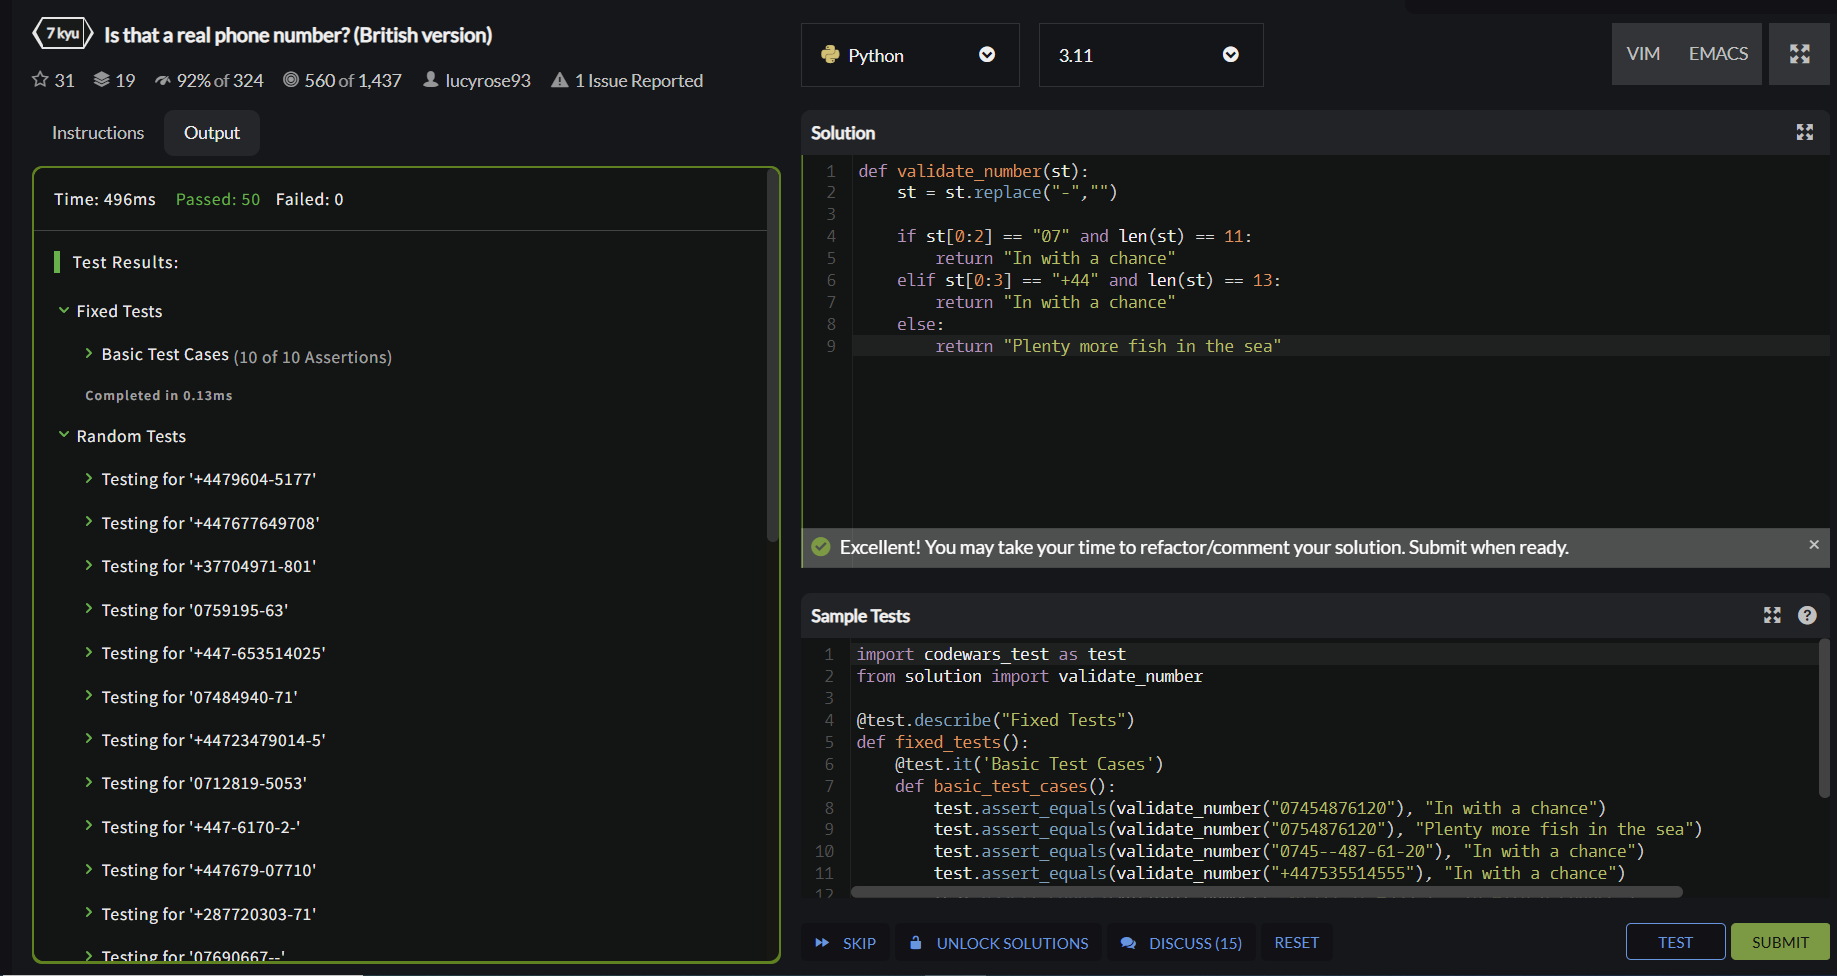 7 kyu Is that a real phone number? (British version)
31 19 92% of 324 560 of 1,437 lucyrose93 1 Issue Reported
Instructions Output
Time: 496ms Passed: 50 Failed: 0
Test Results:
Fixed Tests
Basic Test Cases (10 of 10 Assertions)
Completed in 0.13ms
Random Tests
Testing for '+4479604-5177'
Testing for '+447677649708'
Testing for '+37704971-801'
Testing for '0759195-63'
Testing for '+447-653514025'
Testing for '07484940-71'
Testing for '+44723479014-5'
Testing for '0712819-5053'
Testing for '+447-6170-2-'
Testing for '+447679-07710'
Testing for '+287720303-71'
Testing for '07690667--'
Python 3.11 VIM EMACS
Solution
1 def validate_number(st):
2 st = st.replace("-","")
3
4 if st[0:2] == "07" and len(st) == 11:
5 return "In with a chance"
6 elif st[0:3] == "+44" and len(st) == 13:
7 return "In with a chance"
8 else:
9 return "Plenty more fish in the sea"
Excellent! You may take your time to refactor/comment your solution. Submit when ready. ×
Sample Tests ?
1 import codewars_test as test
2 from solution import validate_number
3
4 @test.describe("Fixed Tests")
5 def fixed_tests():
6 @test.it('Basic Test Cases')
7 def basic_test_cases():
8 test.assert_equals(validate_number("07454876120"), "In with a chance")
9 test.assert_equals(validate_number("0754876120"), "Plenty more fish in the sea")
10 test.assert_equals(validate_number("0745--487-61-20"), "In with a chance")
11 test.assert_equals(validate_number("+447535514555"), "In with a chance")
12
SKIP UNLOCK SOLUTIONS DISCUSS (15) RESET TEST SUBMIT